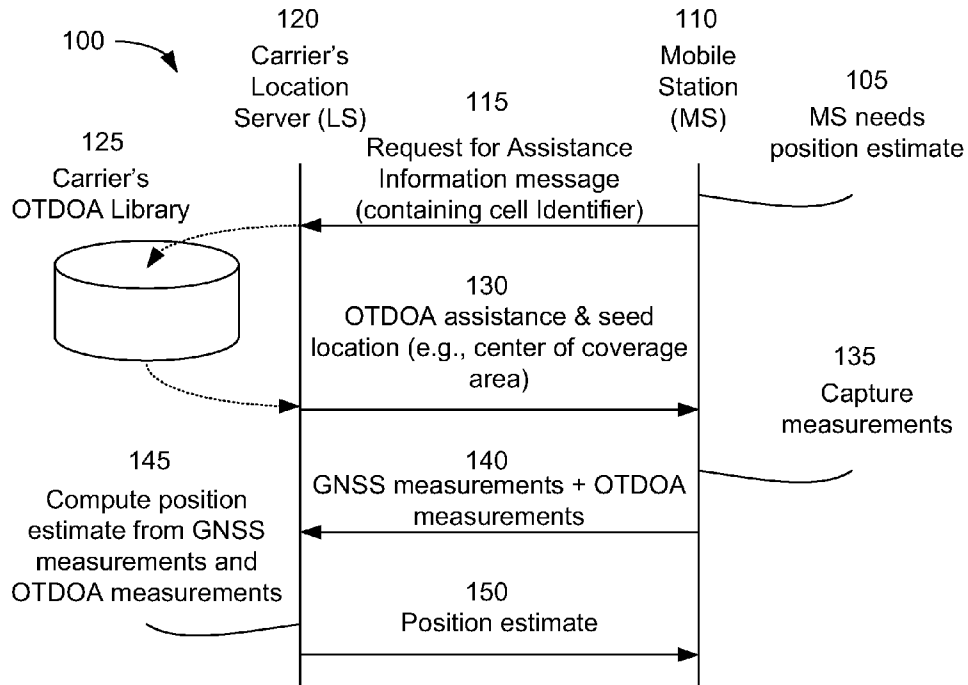 100
120
Carrier's
Location
Server (LS)
110
Mobile
Station
(MS)
105
MS needs
position estimate
115
Request for Assistance
Information message
(containing cell Identifier)
125
Carrier's
OTDOA Library
130
OTDOA assistance & seed
location (e.g., center of coverage
area)
135
Capture
measurements
140
GNSS measurements + OTDOA
measurements
145
Compute position
estimate from GNSS
measurements and
OTDOA measurements
150
Position estimate